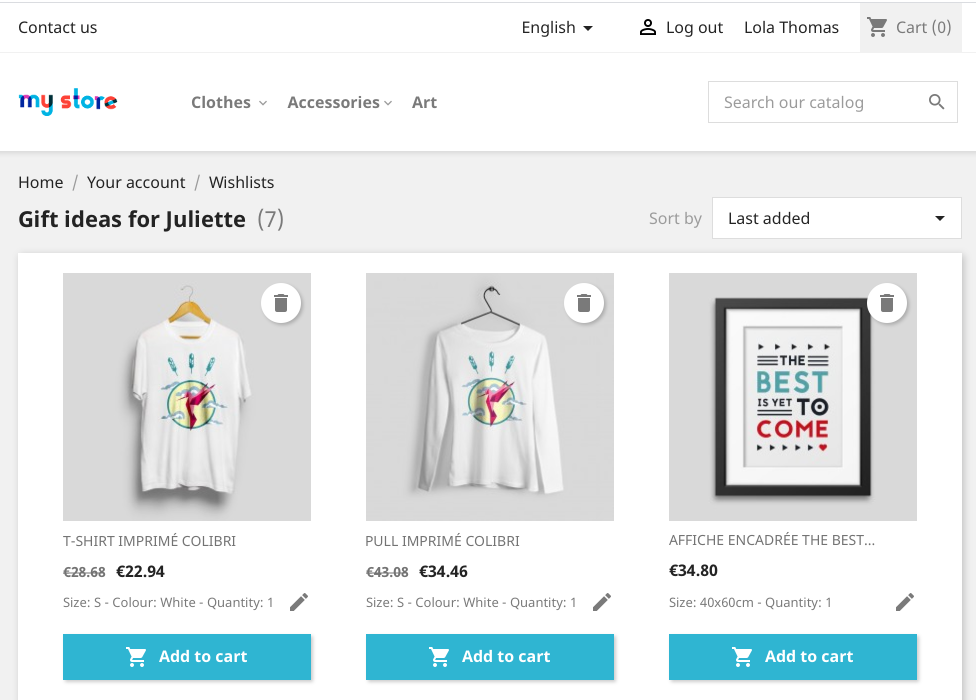 Contact us
English
Log out
Lola Thomas
Cart (0)
my store
Clothes
Accessories
Art
Search our catalog
Home / Your account / Wishlists
Gift ideas for Juliette (7)
Sort by
Last added
THE
BEST
IS YET TO
COME
T-SHIRT IMPRIMÉ COLIBRI
€28.68 €22.94
Size: S - Colour: White - Quantity: 1
Add to cart
PULL IMPRIMÉ COLIBRI
€43.08 €34.46
Size: S - Colour: White - Quantity: 1
Add to cart
AFFICHE ENCADRÉE THE BEST...
€34.80
Size: 40x60cm - Quantity: 1
Add to cart